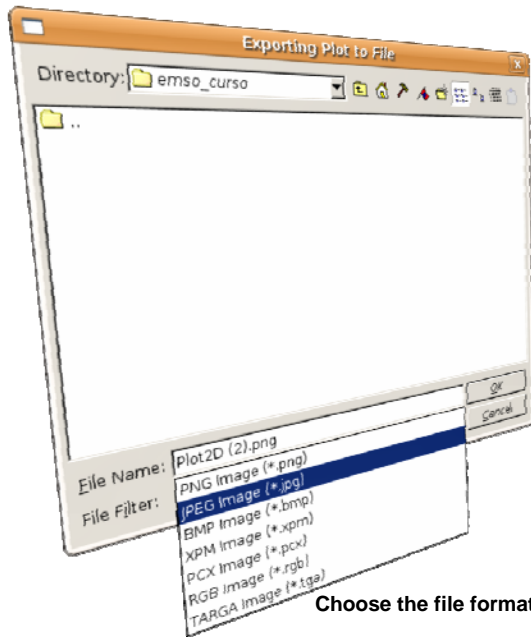 Exporting Plot to File
Directory: emso_curso
..
OK
Cancel
File Name: Plot2D (2).png
File Filter:
PNG Image (*.png)
JPEG Image (*.jpg)
BMP Image (*.bmp)
XPM Image (*.xpm)
PCX Image (*.pcx)
RGB Image (*.rgb)
TARGA Image (*.tga)
Choose the file format